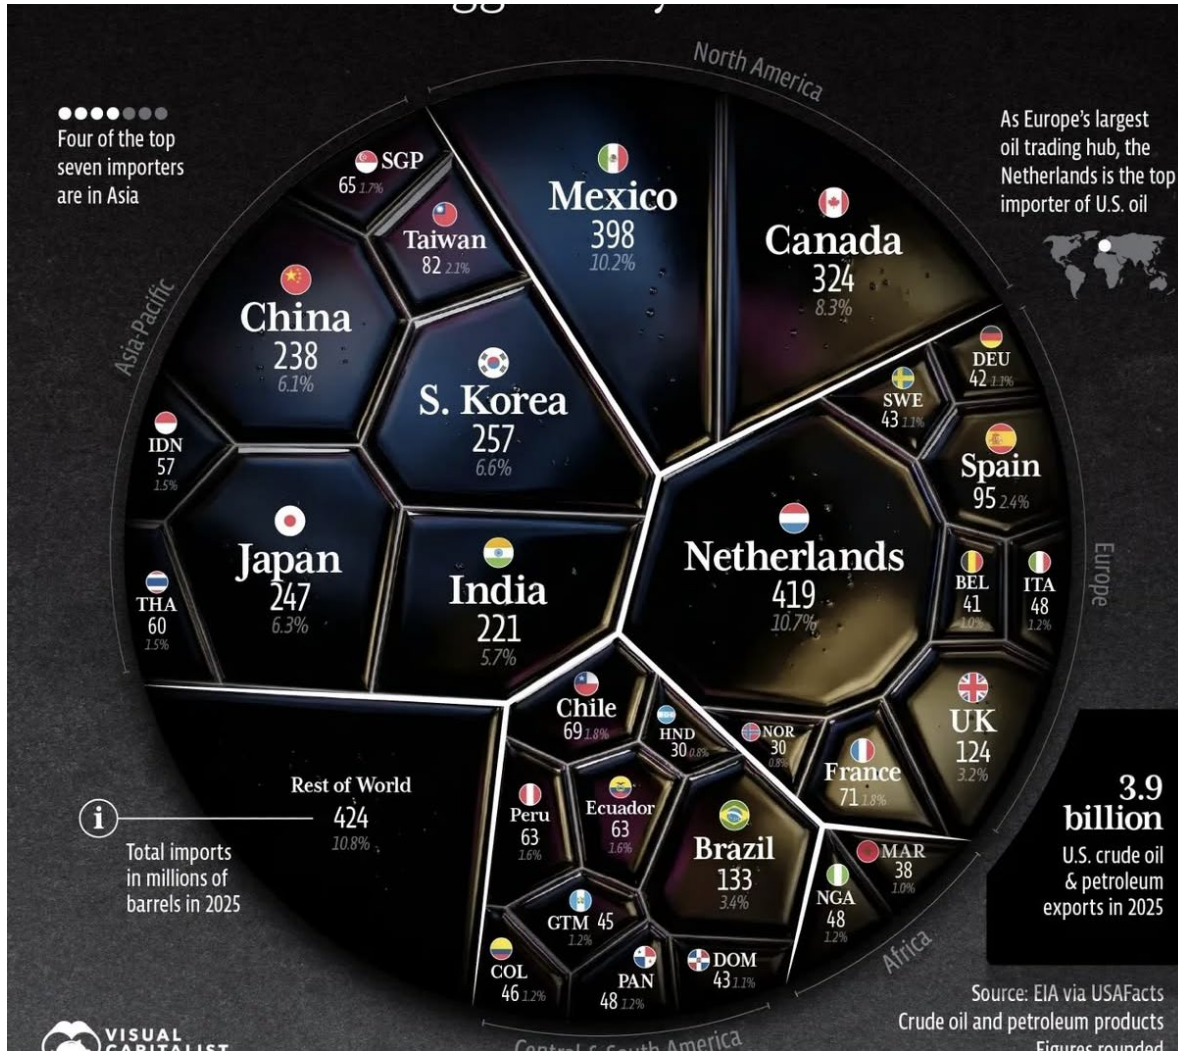 North America
Four of the top
seven importers
are in Asia
As Europe's largest
oil trading hub, the
Netherlands is the top
importer of U.S. oil
Asia-Pacific
SGP
65 1.7%
Taiwan
82 2.1%
Mexico
398
10.2%
Canada
324
8.3%
China
238
6.1%
S. Korea
257
6.6%
IDN
57
1.5%
Japan
247
6.3%
THA
60
1.5%
India
221
5.7%
Europe
DEU
42 1.1%
SWE
43 1.1%
Spain
95 2.4%
Netherlands
419
10.7%
BEL
41
1.0%
ITA
48
1.2%
UK
124
3.2%
NOR
30
0.8%
France
71 1.8%
Chile
69 1.8%
HND
30 0.8%
Peru
63
1.6%
Ecuador
63
1.6%
Brazil
133
3.4%
GTM 45
1.2%
COL
46 1.2%
PAN
48 1.2%
DOM
43 1.1%
MAR
38
1.0%
NGA
48
1.2%
Africa
Rest of World
424
10.8%
i
Total imports
in millions of
barrels in 2025
3.9
billion
U.S. crude oil
& petroleum
exports in 2025
Source: EIA via USAFacts
Crude oil and petroleum products
Figures rounded
Central & South America
VISUAL
CAPITALIST